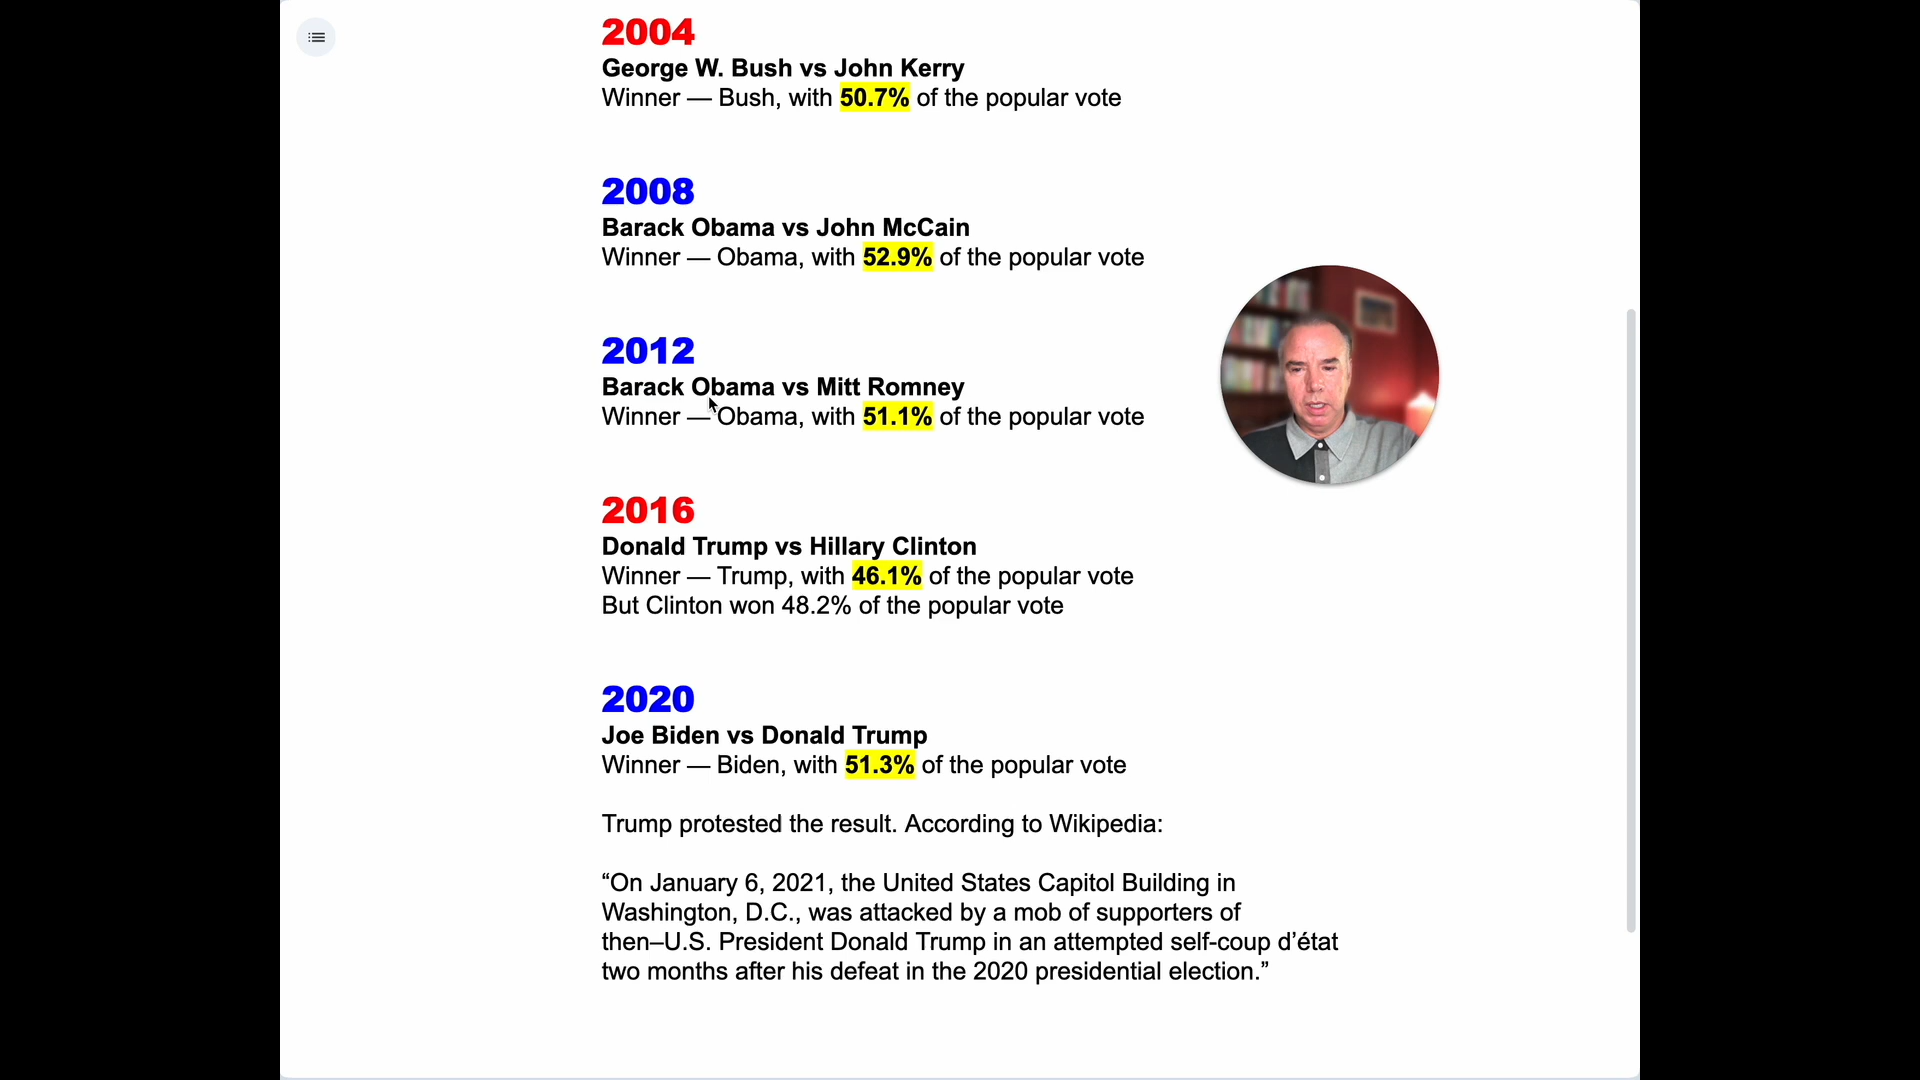 2004
George W. Bush vs John Kerry
Winner — Bush, with 50.7% of the popular vote
2008
Barack Obama vs John McCain
Winner — Obama, with 52.9% of the popular vote
2012
Barack Obama vs Mitt Romney
Winner — Obama, with 51.1% of the popular vote
2016
Donald Trump vs Hillary Clinton
Winner — Trump, with 46.1% of the popular vote
But Clinton won 48.2% of the popular vote
2020
Joe Biden vs Donald Trump
Winner — Biden, with 51.3% of the popular vote
Trump protested the result. According to Wikipedia:
“On January 6, 2021, the United States Capitol Building in
Washington, D.C., was attacked by a mob of supporters of
then–U.S. President Donald Trump in an attempted self-coup d’état
two months after his defeat in the 2020 presidential election.”